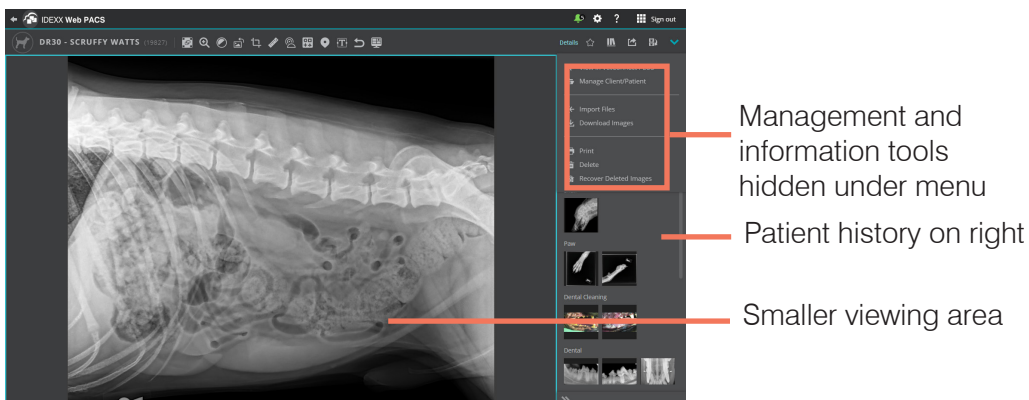 IDEXX Web PACS
? Sign out
DR30 - SCRUFFY WATTS (19827)
Details
Manage Client/Patient
Import Files
Download Images
Print
Delete
Recover Deleted Images
Paw
Dental Cleaning
Dental
Management and
information tools
hidden under menu
Patient history on right
Smaller viewing area